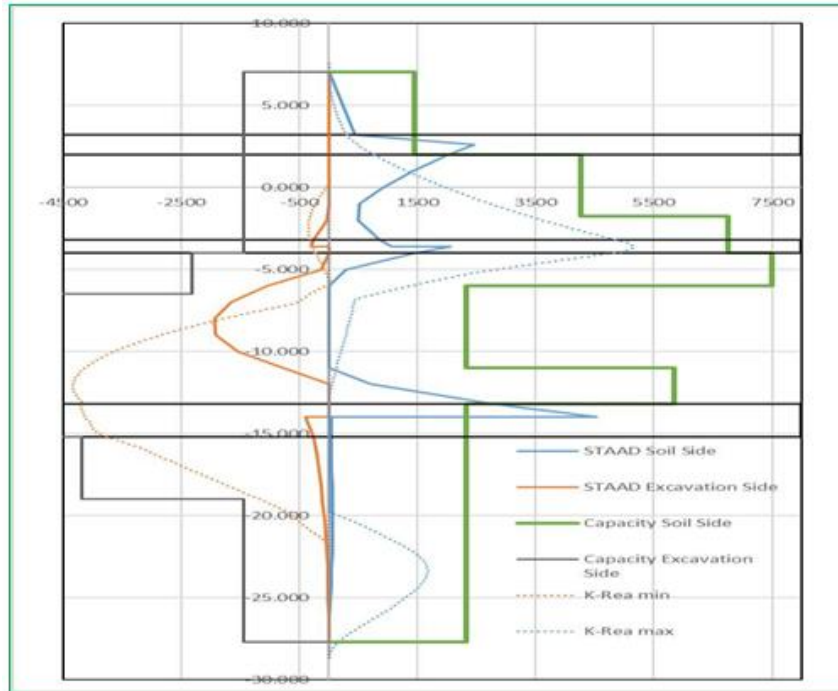 10.000
5.000
0.000
-4500 -2500 -500 1500 3500 5500 7500
-5.000
-10.000
-15.000
STAAD Soil Side
STAAD Excavation Side
-20.000
Capacity Soil Side
Capacity Excavation
Side
-25.000
K-Rea min
K-Rea max
-30.000